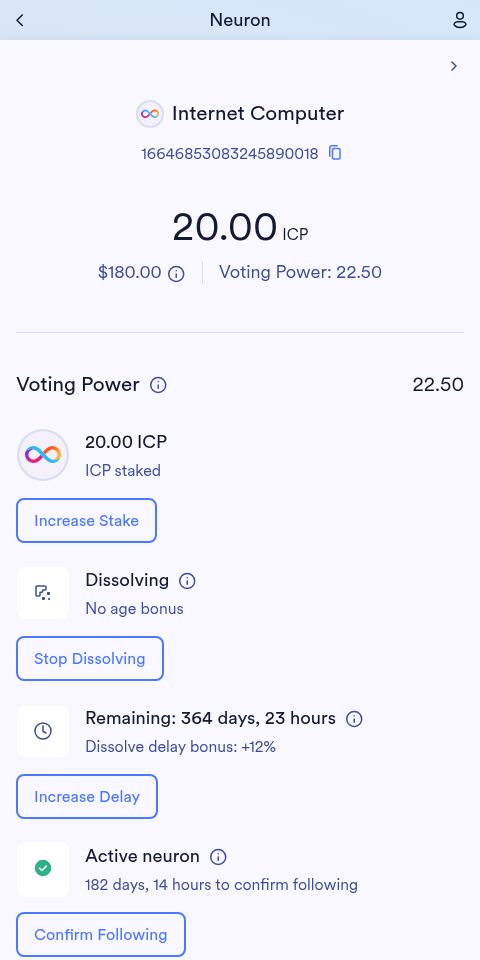 Neuron
Internet Computer
16646853083245890018
20.00 ICP
$180.00
Voting Power: 22.50
Voting Power
22.50
20.00 ICP
ICP staked
Increase Stake
Dissolving
No age bonus
Stop Dissolving
Remaining: 364 days, 23 hours
Dissolve delay bonus: +12%
Increase Delay
Active neuron
182 days, 14 hours to confirm following
Confirm Following